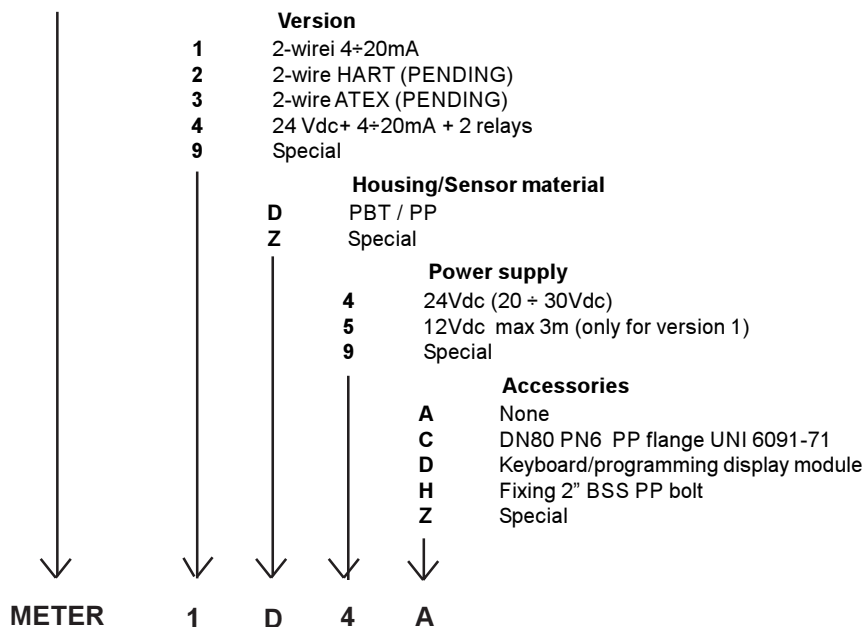 Version
1 2-wirei 4÷20mA
2 2-wire HART (PENDING)
3 2-wire ATEX (PENDING)
4 24 Vdc+ 4÷20mA + 2 relays
9 Special
Housing/Sensor material
D PBT / PP
Z Special
Power supply
4 24Vdc (20 ÷ 30Vdc)
5 12Vdc max 3m (only for version 1)
9 Special
Accessories
A None
C DN80 PN6 PP flange UNI 6091-71
D Keyboard/programming display module
H Fixing 2” BSS PP bolt
Z Special
METER 1 D 4 A